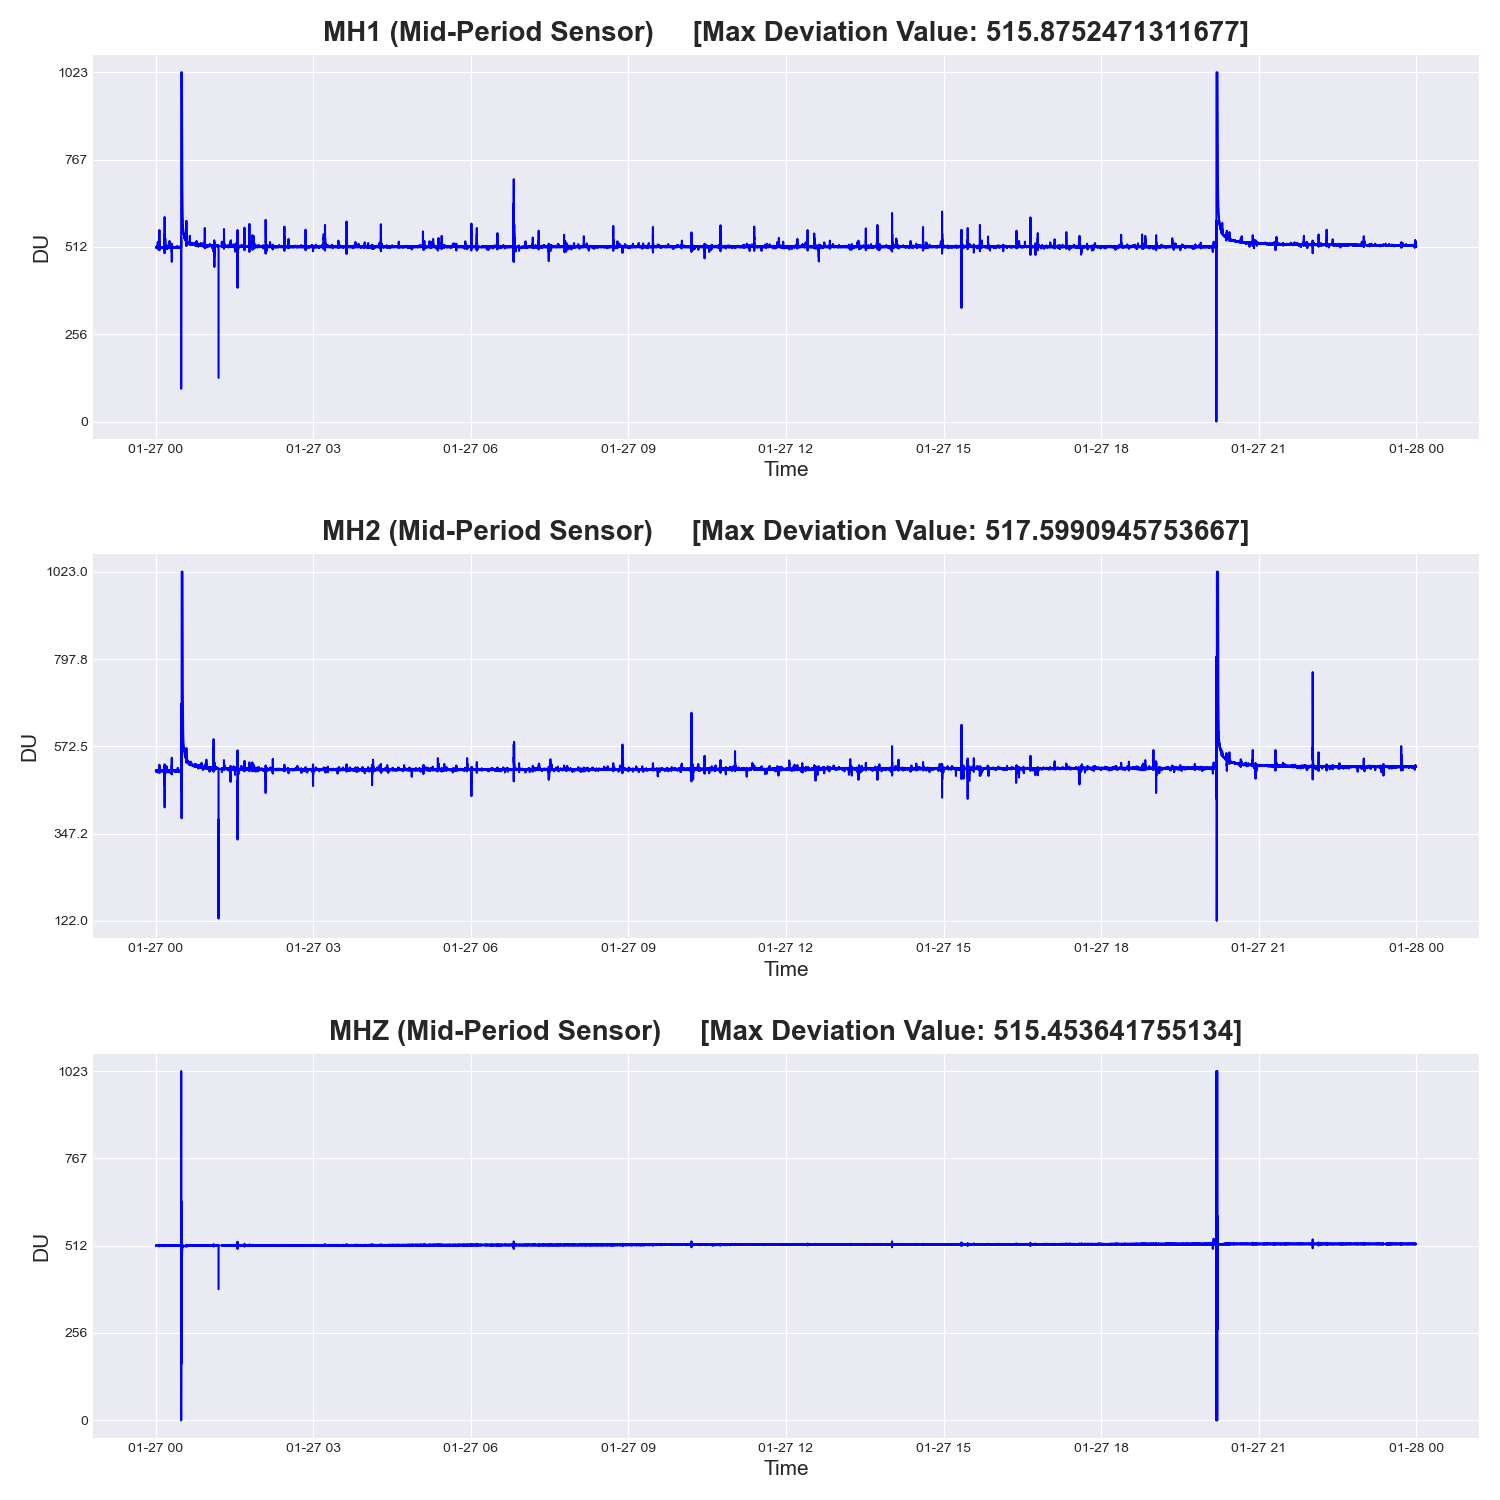 MH1 (Mid-Period Sensor) [Max Deviation Value: 515.8752471311677]
1023
767
512
256
0
DU
01-27 00 01-27 03 01-27 06 01-27 09 01-27 12 01-27 15 01-27 18 01-27 21 01-28 00
Time
MH2 (Mid-Period Sensor) [Max Deviation Value: 517.5990945753667]
1023.0
797.8
572.5
347.2
122.0
DU
01-27 00 01-27 03 01-27 06 01-27 09 01-27 12 01-27 15 01-27 18 01-27 21 01-28 00
Time
MHZ (Mid-Period Sensor) [Max Deviation Value: 515.453641755134]
1023
767
512
256
0
DU
01-27 00 01-27 03 01-27 06 01-27 09 01-27 12 01-27 15 01-27 18 01-27 21 01-28 00
Time